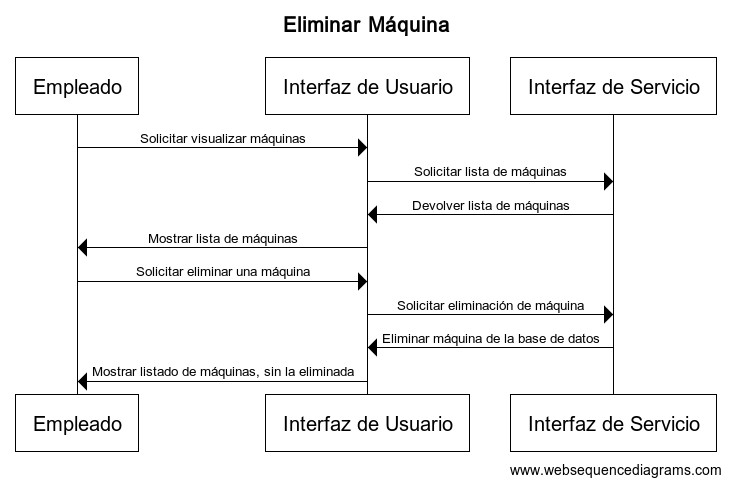 Eliminar Máquina
Empleado
Interfaz de Usuario
Interfaz de Servicio
Solicitar visualizar máquinas
Solicitar lista de máquinas
Devolver lista de máquinas
Mostrar lista de máquinas
Solicitar eliminar una máquina
Solicitar eliminación de máquina
Eliminar máquina de la base de datos
Mostrar listado de máquinas, sin la eliminada
Empleado
Interfaz de Usuario
Interfaz de Servicio
www.websequencediagrams.com